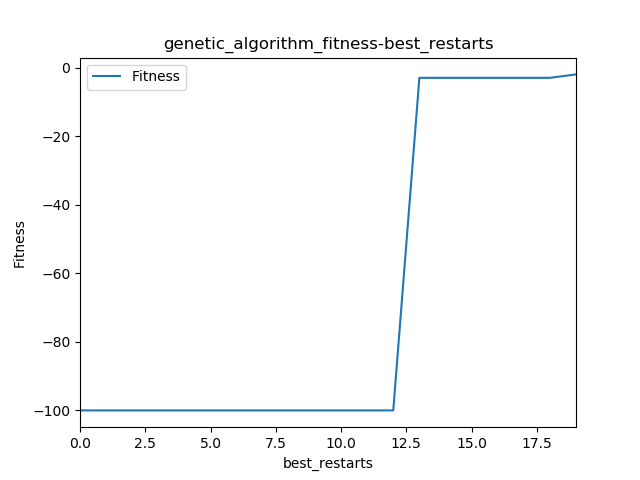 genetic_algorithm_fitness-best_restarts
Fitness
0
−20
−40
−60
−80
−100
Fitness
0.0 2.5 5.0 7.5 10.0 12.5 15.0 17.5
best_restarts